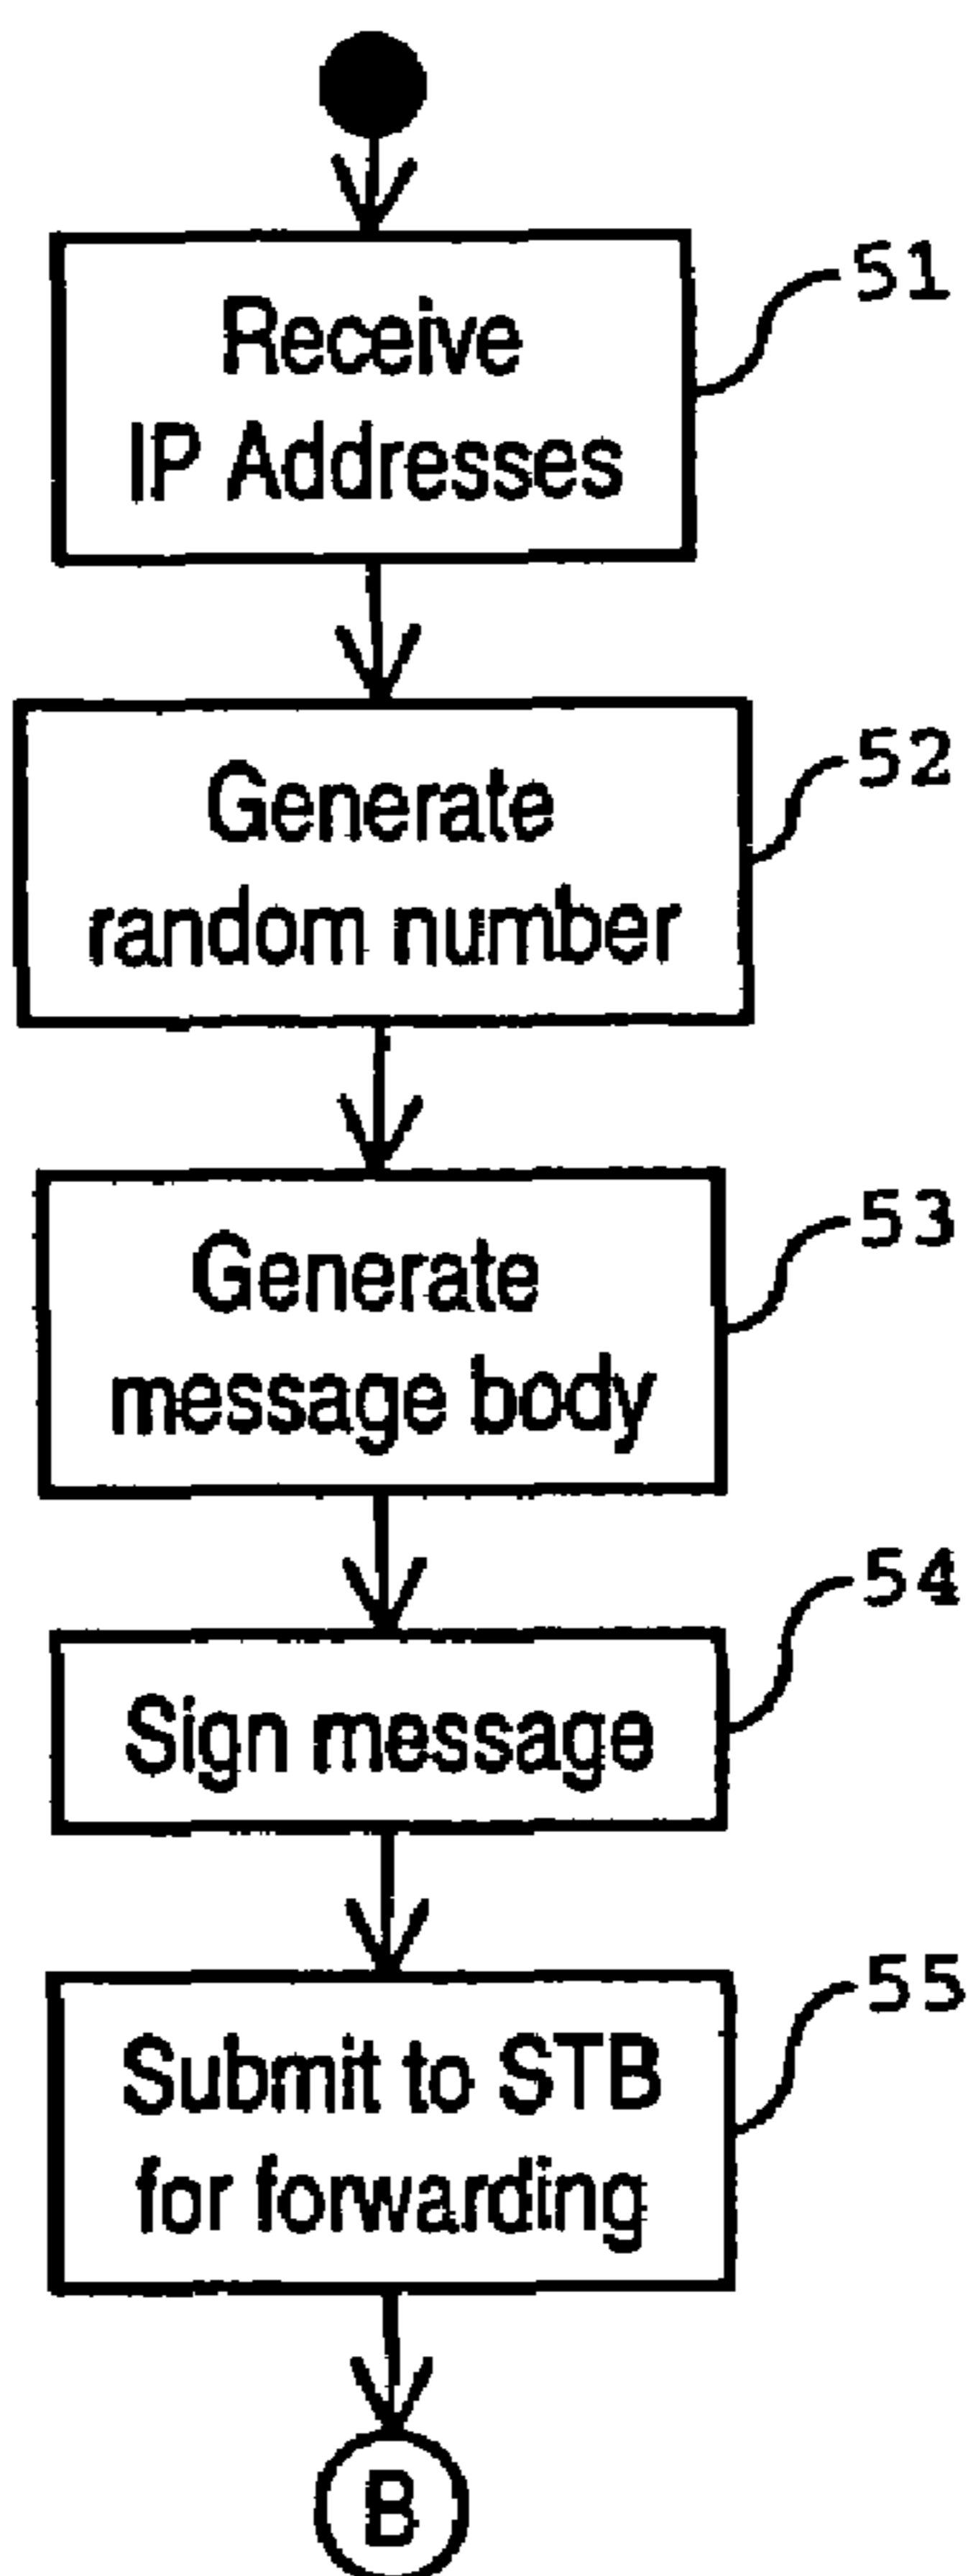 Receive
IP Addresses
51
Generate
random number
52
Generate
message body
53
Sign message
54
Submit to STB
for forwarding
55
B